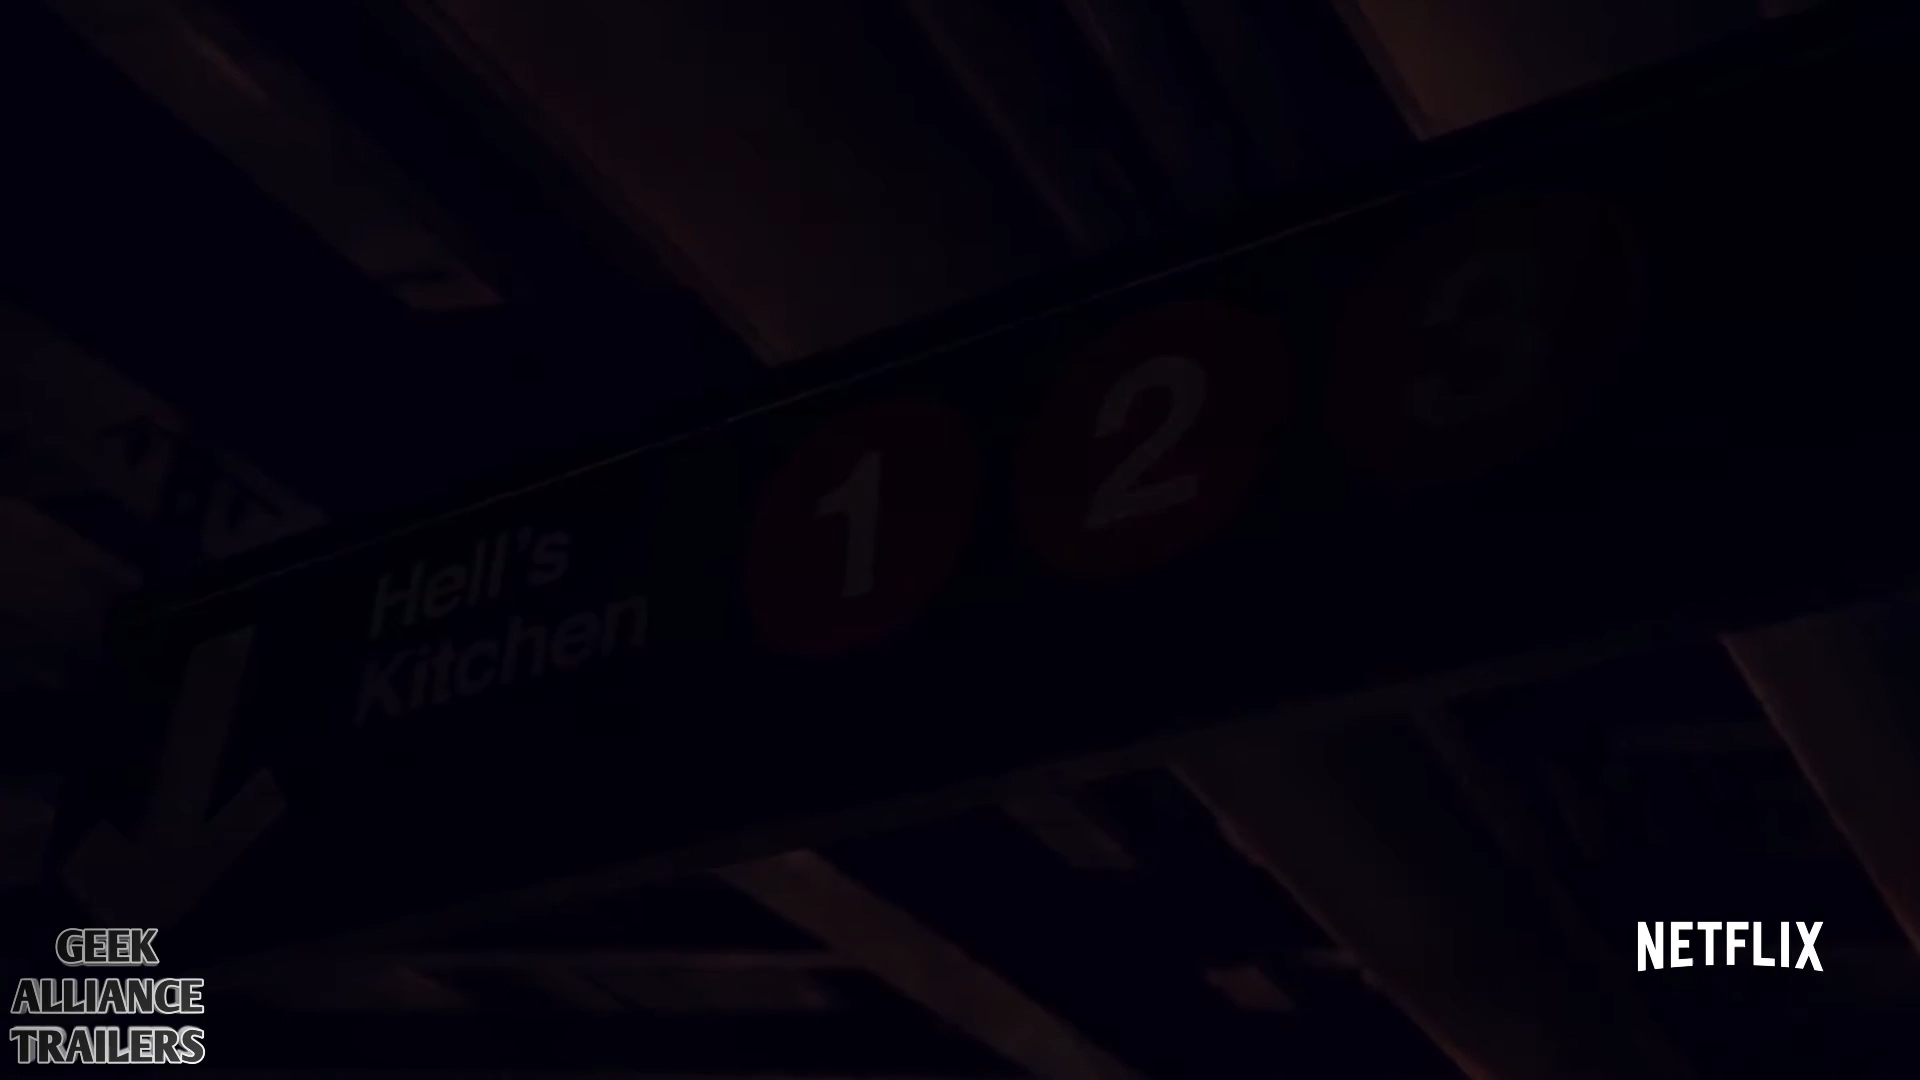 Hell's
Kitchen
1 2 3
NETFLIX
GEEK
ALLIANCE
TRAILERS